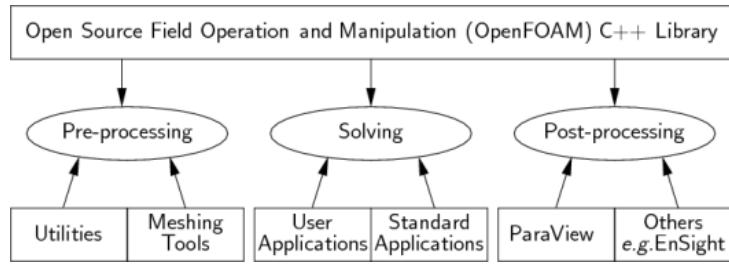 Open Source Field Operation and Manipulation (OpenFOAM) C++ Library
Pre-processing
Solving
Post-processing
Utilities
Meshing
Tools
User
Applications
Standard
Applications
ParaView
Others
e.g.EnSight